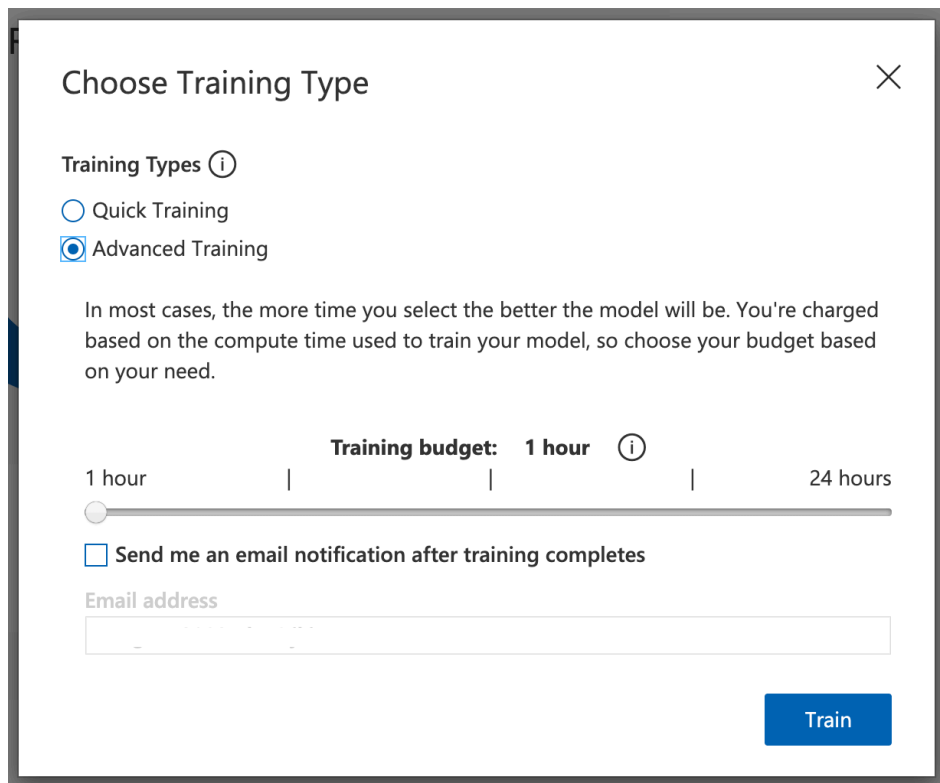 Choose Training Type
Training Types
Quick Training
Advanced Training
In most cases, the more time you select the better the model will be. You're charged
based on the compute time used to train your model, so choose your budget based
on your need.
Training budget: 1 hour
1 hour 24 hours
Send me an email notification after training completes
Email address
Train